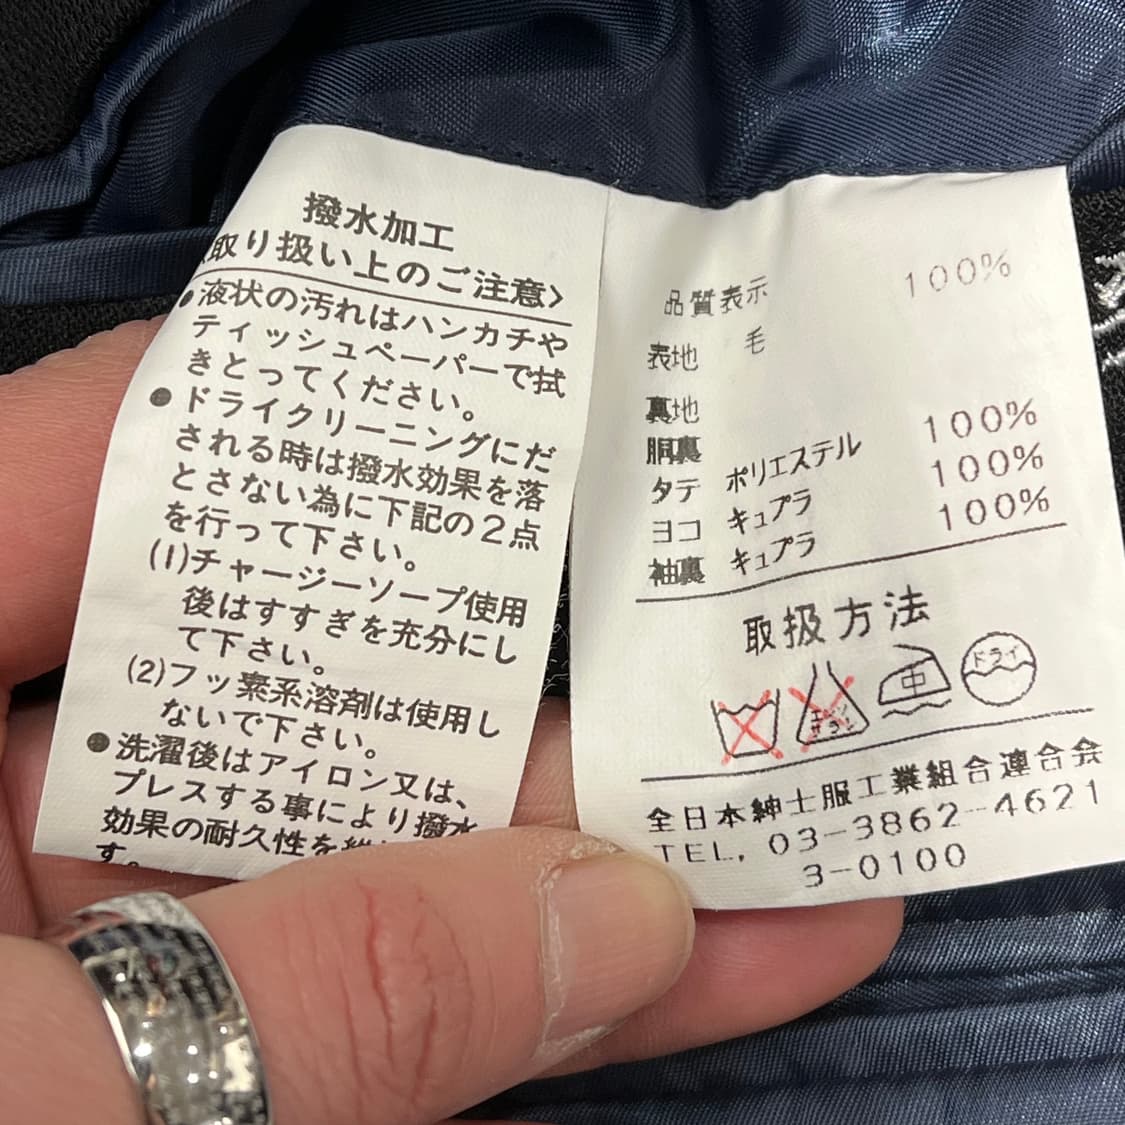 撥水加工
取り扱い上のご注意>
●液状の汚れはハンカチや
ティッシュペーパーで拭
きとってください。
●ドライクリーニングにだ
される時は撥水効果を落
とさない為に下記の2点
を行って下さい。
(1)チャージーソープ使用
後はすすぎを充分にし
て下さい。
(2)フッ素系溶剤は使用し
ないで下さい。
●洗濯後はアイロン又は、
プレスする事により撥水
効果の耐久性を
す。
品質表示
表地 毛 100%
裏地
胴裏
タテ ポリエステル 100%
ヨコ キュプラ 100%
袖裏 キュプラ 100%
取扱方法
エンソ サラシ 中 ドライ
全日本紳士服工業組合連合会
TEL. 03-3862-4621
3-0100